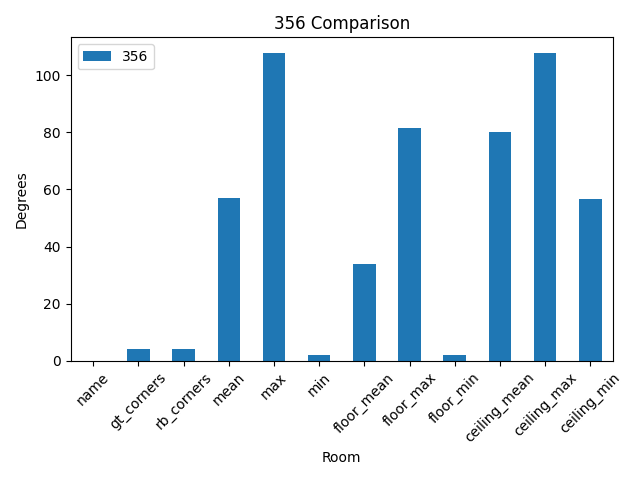 356 Comparison
356
Degrees
100
80
60
40
20
0
name
gt_corners
rb_corners
mean
max
min
floor_mean
floor_max
floor_min
ceiling_mean
ceiling_max
ceiling_min
Room